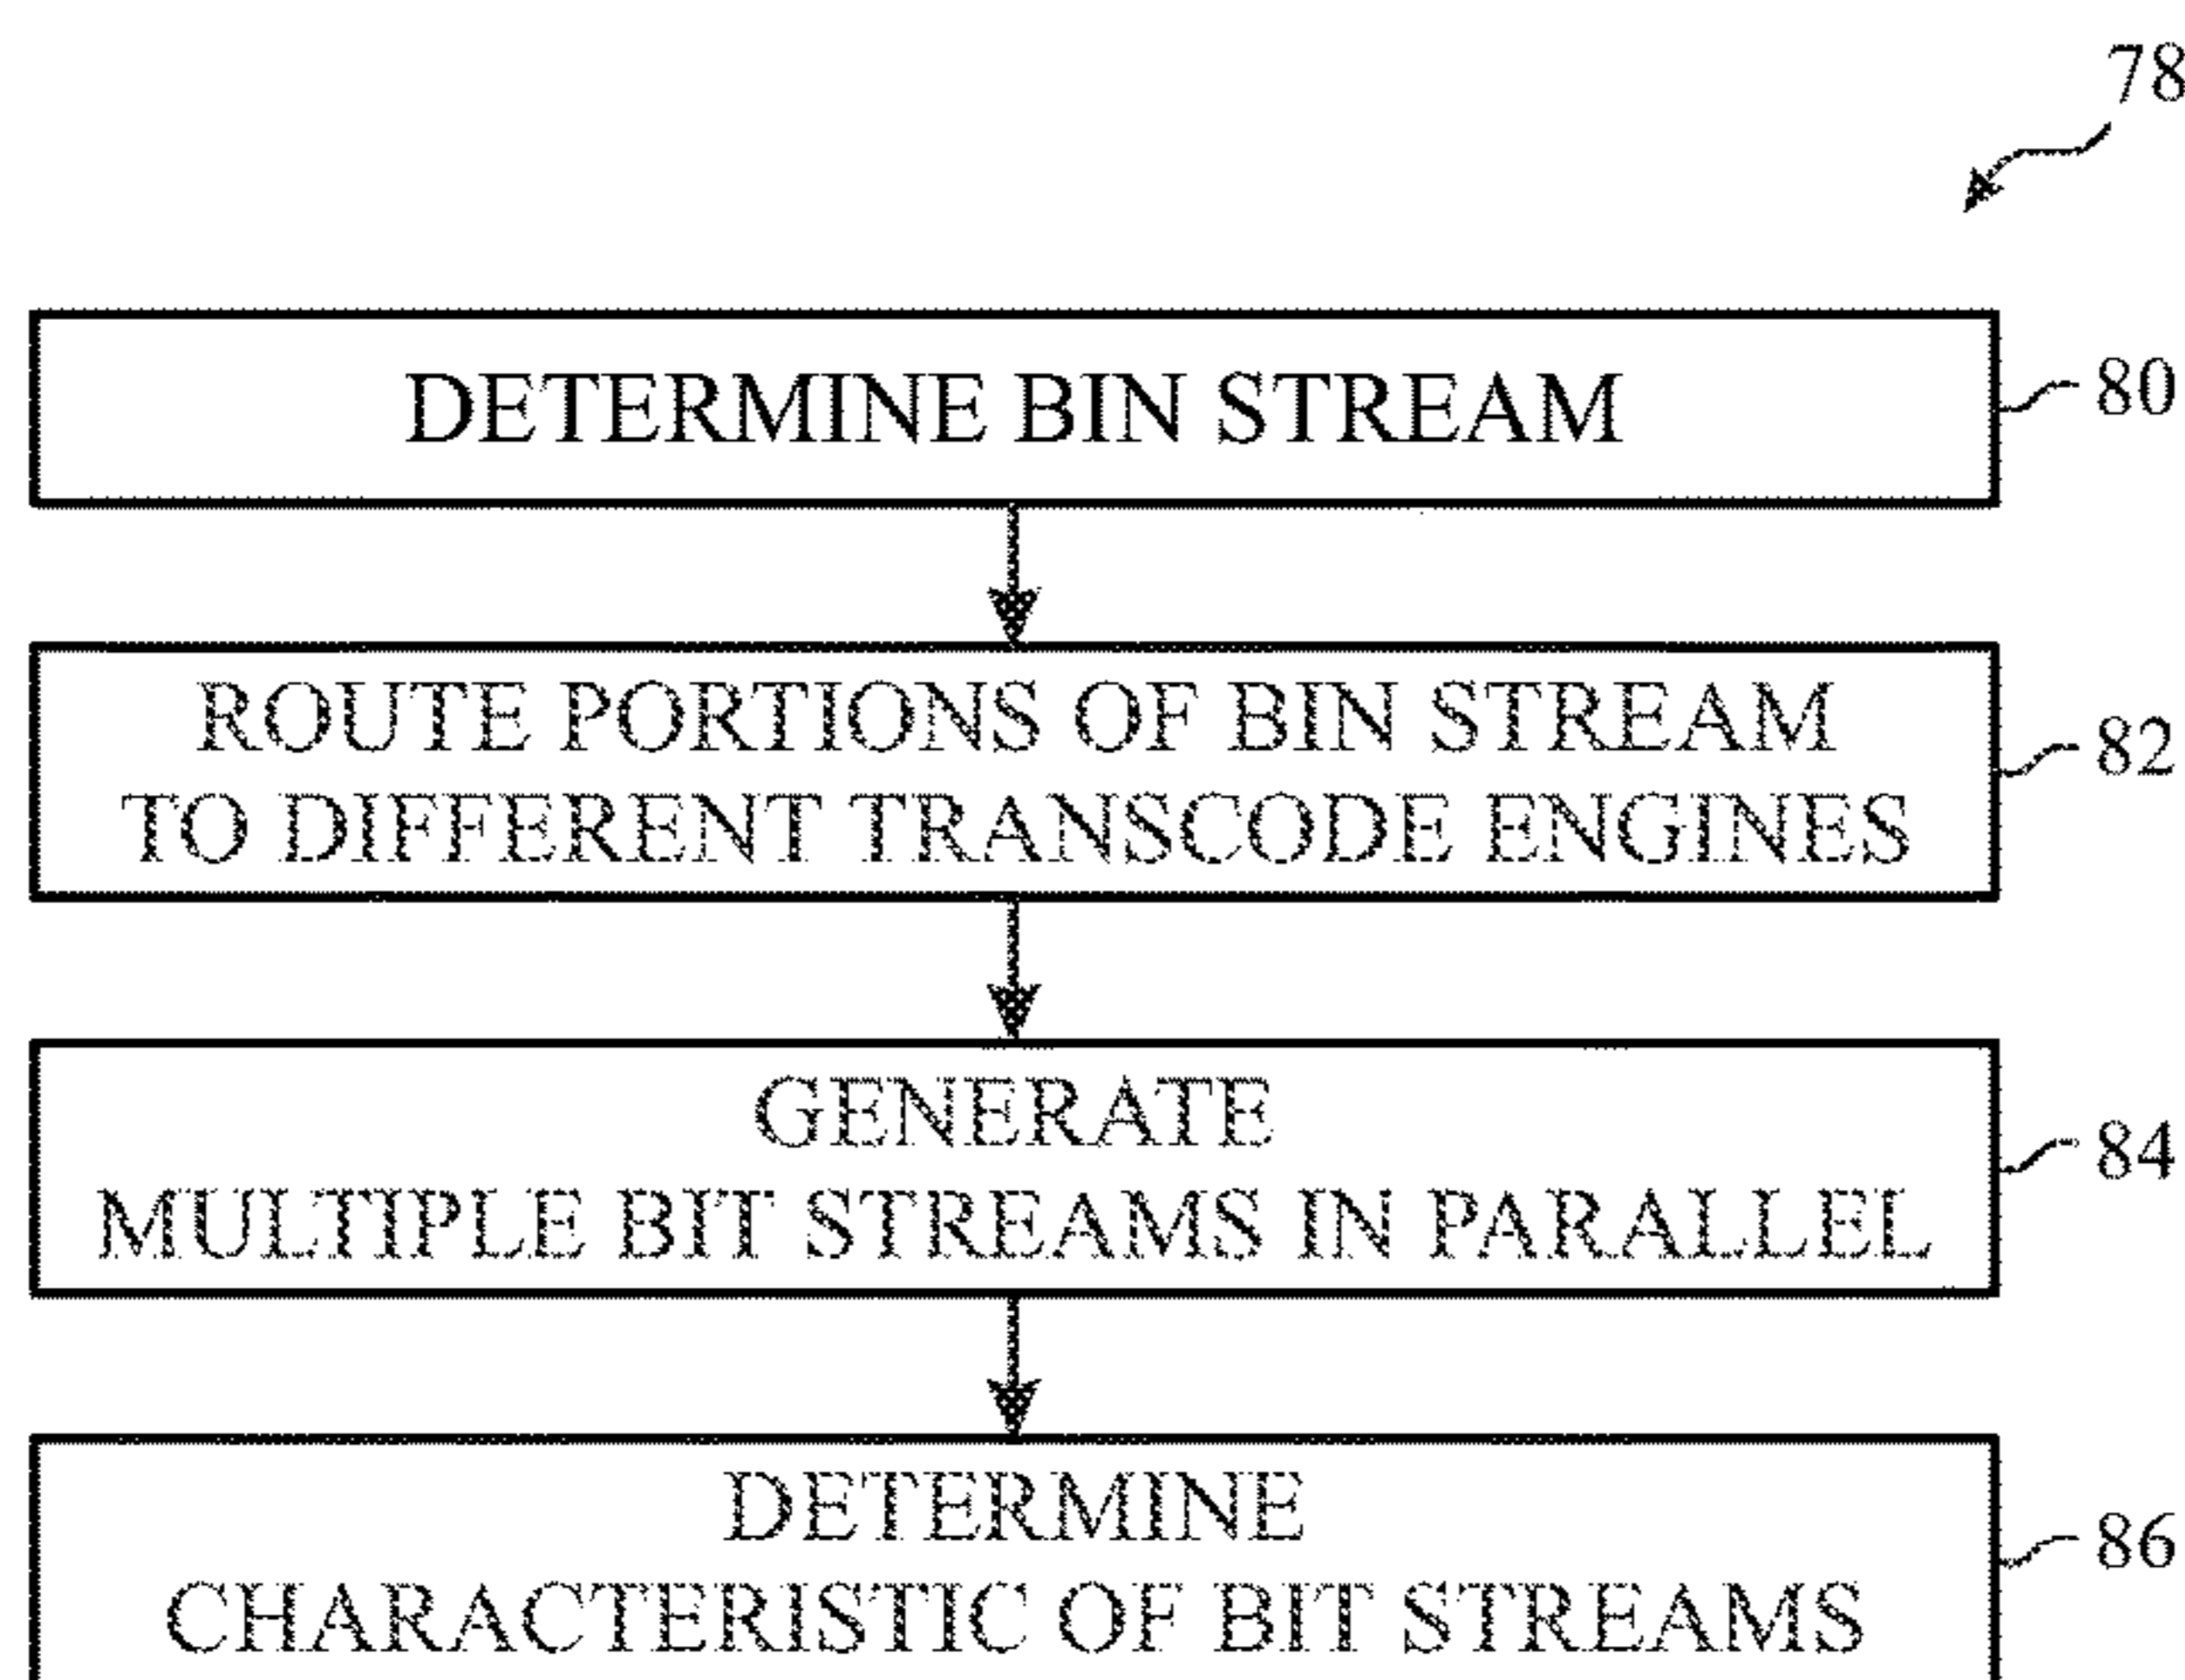 78
DETERMINE BIN STREAM
80
ROUTE PORTIONS OF BIN STREAM
TO DIFFERENT TRANSCODE ENGINES
82
GENERATE
MULTIPLE BIT STREAMS IN PARALLEL
84
DETERMINE
CHARACTERISTIC OF BIT STREAMS
86